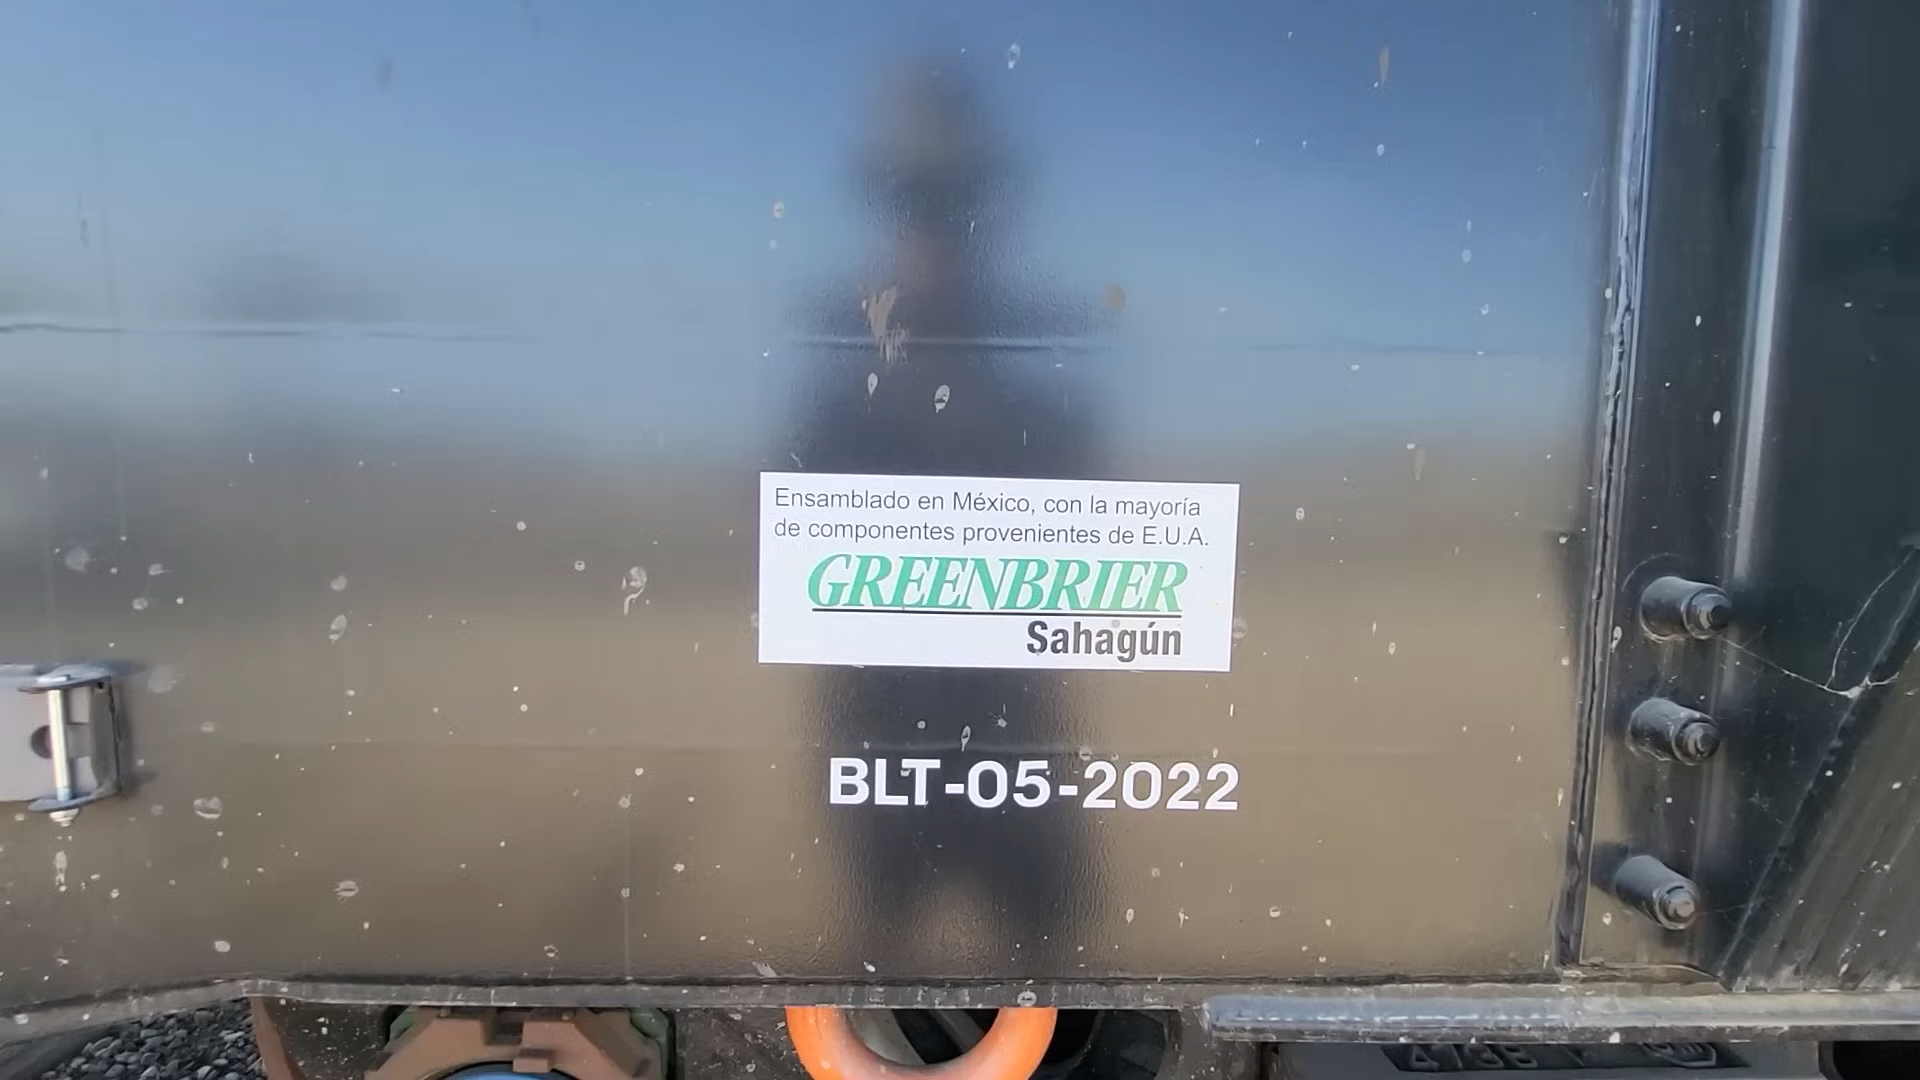 Ensamblado en México, con la mayoría
de componentes provenientes de E.U.A.
GREENBRIER
Sahagún
BLT-05-2022